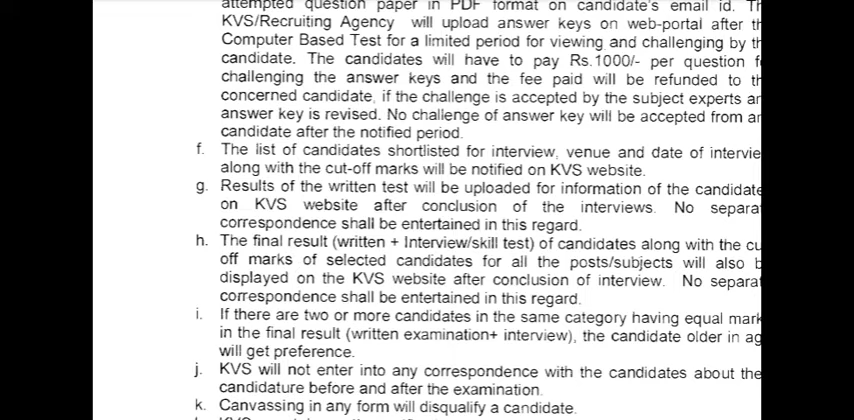 attempted question paper in PDF format on candidate's email id.
KVS/Recruiting Agency will upload answer keys on web-portal after
Computer Based Test for a limited period for viewing and challenging by
candidate. The candidates will have to pay Rs.1000/- per question
challenging the answer keys and the fee paid will be refunded to
concerned candidate, if the challenge is accepted by the subject experts
answer key is revised. No challenge of answer key will be accepted from
candidate after the notified period.
f. The list of candidates shortlisted for interview, venue and date of
along with the cut-off marks will be notified on KVS website.
g. Results of the written test will be uploaded for information of the
on KVS website after conclusion of the interviews. No
correspondence shall be entertained in this regard.
h. The final result (written + Interview/skill test) of candidates along with the
off marks of selected candidates for all the posts/subjects will also
displayed on the KVS website after conclusion of interview. No
correspondence shall be entertained in this regard.
i. If there are two or more candidates in the same category having equal
in the final result (written examination+ interview), the candidate older in
will get preference.
j. KVS will not enter into any correspondence with the candidates about the
candidature before and after the examination.
k. Canvassing in any form will disqualify a candidate.